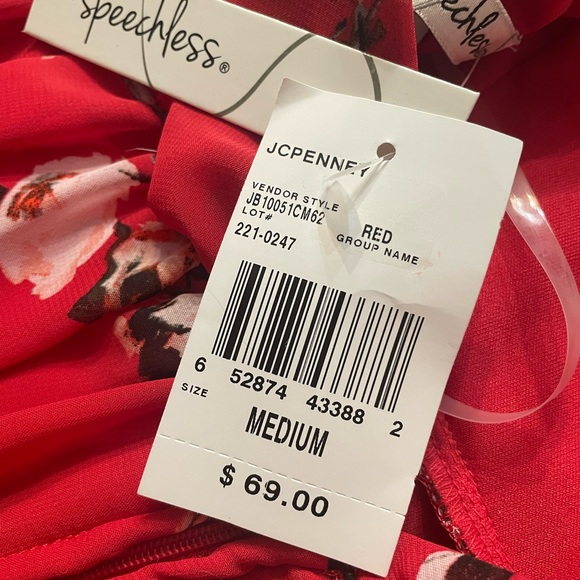 speechless®
speechless
JCPENNEY
VENDOR STYLE
JB10051CM62
LOT# RED
221-0247 GROUP NAME
6 52874 43388 2
SIZE
MEDIUM
$ 69.00